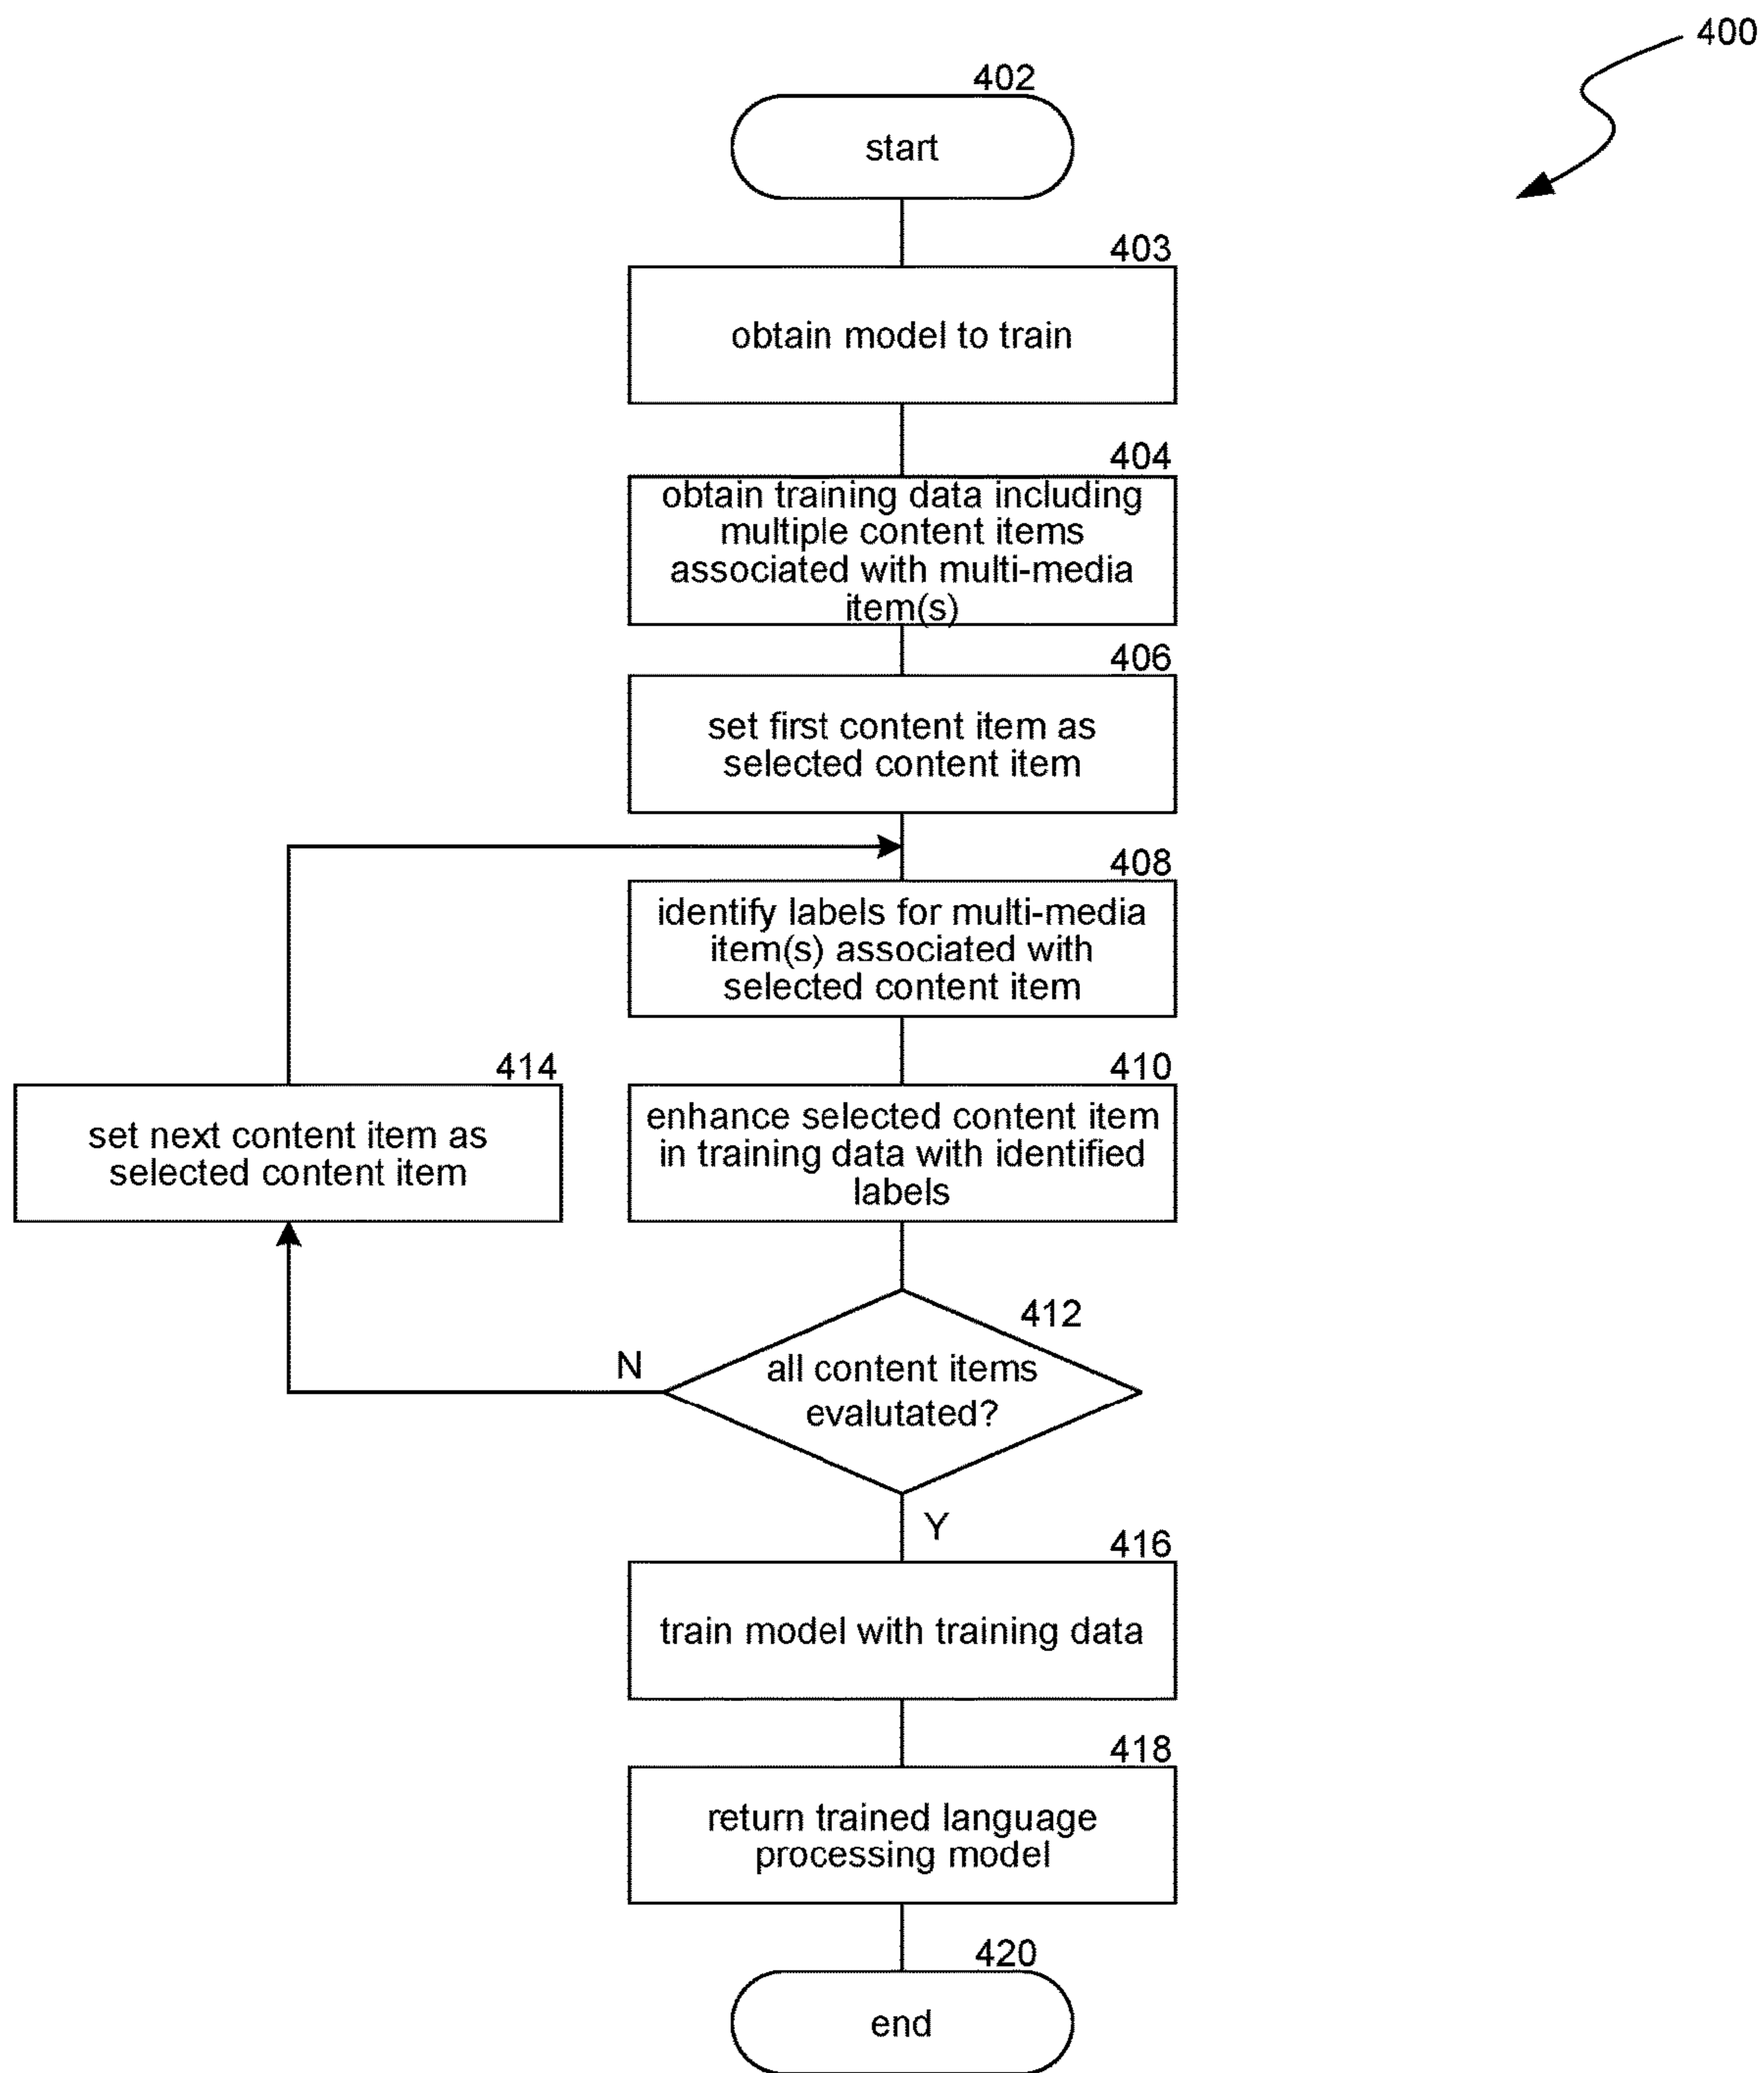 400
402
start
403
obtain model to train
404
obtain training data including
multiple content items
associated with multi-media
item(s)
406
set first content item as
selected content item
408
identify labels for multi-media
item(s) associated with
selected content item
414
set next content item as
selected content item
410
enhance selected content item
in training data with identified
labels
412
all content items
evalutated?
N
Y
416
train model with training data
418
return trained language
processing model
420
end